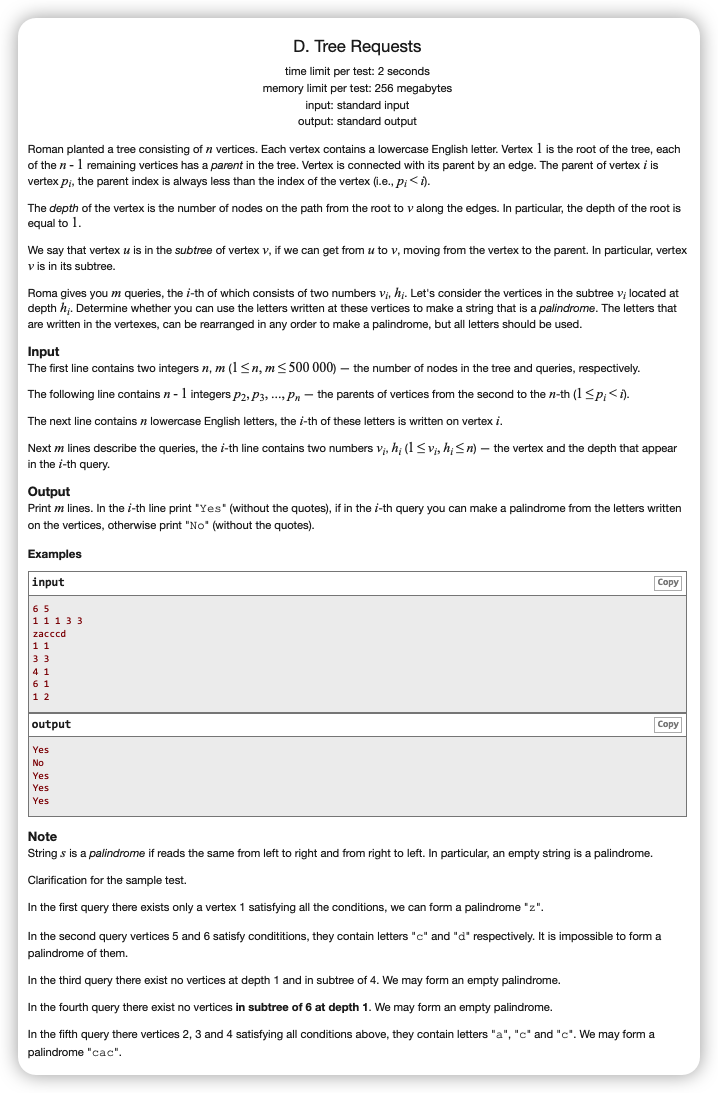 D. Tree Requests
time limit per test: 2 seconds
memory limit per test: 256 megabytes
input: standard input
output: standard output
Roman planted a tree consisting of n vertices. Each vertex contains a lowercase English letter. Vertex 1 is the root of the tree, each
of the n - 1 remaining vertices has a parent in the tree. Vertex is connected with its parent by an edge. The parent of vertex i is
vertex pi, the parent index is always less than the index of the vertex (i.e., pi < i).
The depth of the vertex is the number of nodes on the path from the root to v along the edges. In particular, the depth of the root is
equal to 1.
We say that vertex u is in the subtree of vertex v, if we can get from u to v, moving from the vertex to the parent. In particular, vertex
v is in its subtree.
Roma gives you m queries, the i-th of which consists of two numbers vi, hi. Let's consider the vertices in the subtree vi located at
depth hi. Determine whether you can use the letters written at these vertices to make a string that is a palindrome. The letters that
are written in the vertexes, can be rearranged in any order to make a palindrome, but all letters should be used.
Input
The first line contains two integers n, m (1 ≤ n, m ≤ 500 000) — the number of nodes in the tree and queries, respectively.
The following line contains n - 1 integers p2, p3, ..., pn — the parents of vertices from the second to the n-th (1 ≤ pi < i).
The next line contains n lowercase English letters, the i-th of these letters is written on vertex i.
Next m lines describe the queries, the i-th line contains two numbers vi, hi (1 ≤ vi, hi ≤ n) — the vertex and the depth that appear
in the i-th query.
Output
Print m lines. In the i-th line print "Yes" (without the quotes), if in the i-th query you can make a palindrome from the letters written
on the vertices, otherwise print "No" (without the quotes).
Examples
input
Copy
6 5
1 1 1 3 3
zacccd
1 1
3 3
4 1
6 1
1 2
output
Copy
Yes
No
Yes
Yes
Yes
Note
String s is a palindrome if reads the same from left to right and from right to left. In particular, an empty string is a palindrome.
Clarification for the sample test.
In the first query there exists only a vertex 1 satisfying all the conditions, we can form a palindrome "z".
In the second query vertices 5 and 6 satisfy condititions, they contain letters "c" and "d" respectively. It is impossible to form a
palindrome of them.
In the third query there exist no vertices at depth 1 and in subtree of 4. We may form an empty palindrome.
In the fourth query there exist no vertices in subtree of 6 at depth 1. We may form an empty palindrome.
In the fifth query there vertices 2, 3 and 4 satisfying all conditions above, they contain letters "a", "c" and "c". We may form a
palindrome "cac".